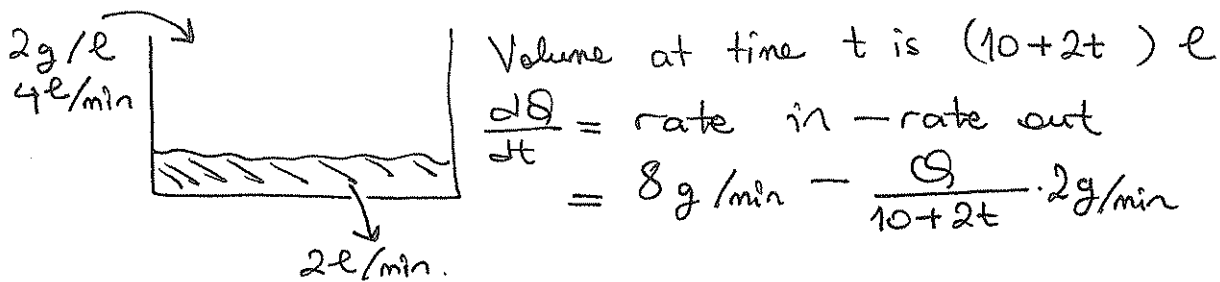 2g/l
4l/min
Volume at time t is (10+2t) l
dQ/dt = rate in - rate out
= 8 g/min - Q/(10+2t) · 2g/min
2l/min.